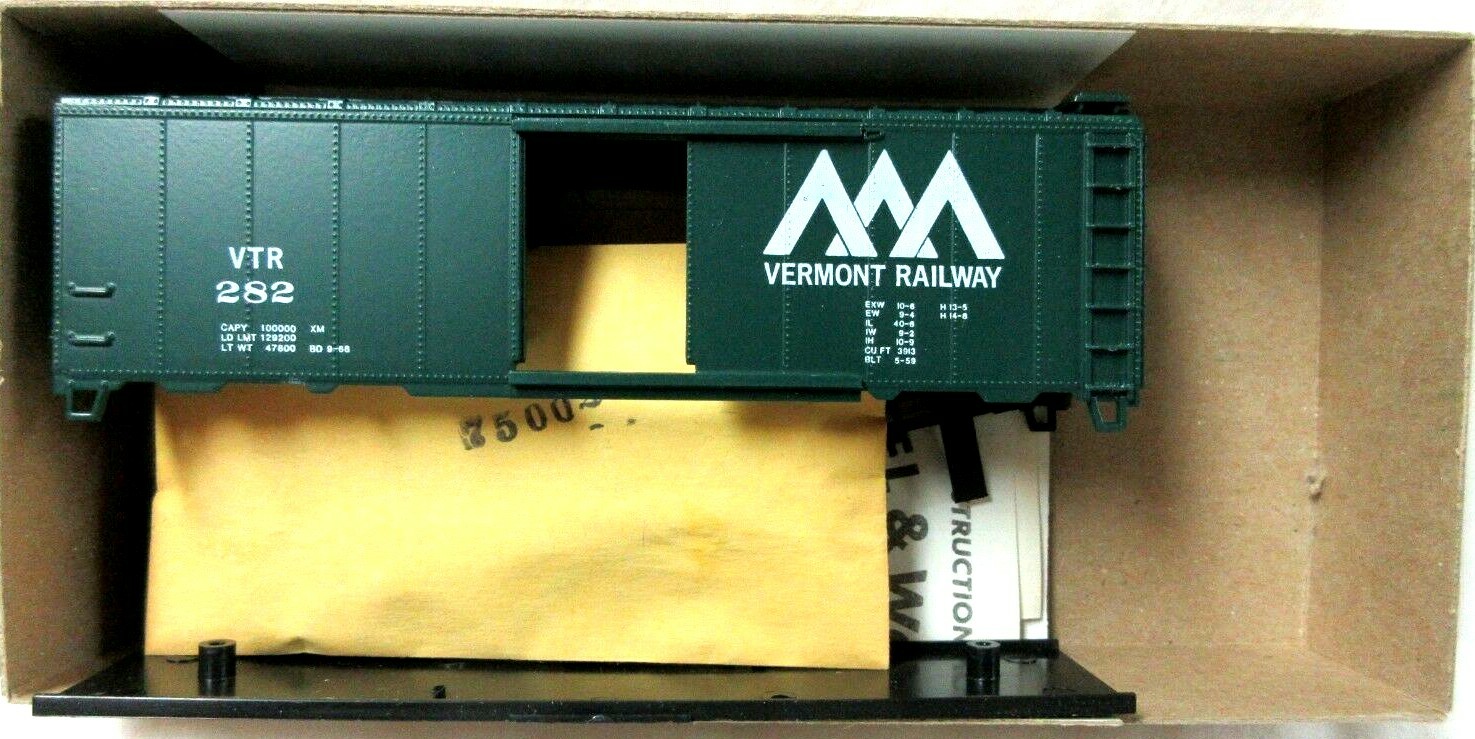 VTR
282
CAPY 100000 XM
LD LMT 129200
LT WT 47800 BD 9-66
VERMONT RAILWAY
EXW 10-6 H 13-5
EW 9-4 H 14-8
IL 40-6
IW 9-2
IH 10-9
CU FT 3913
BLT 5-59
7500
& W
TRUCTION